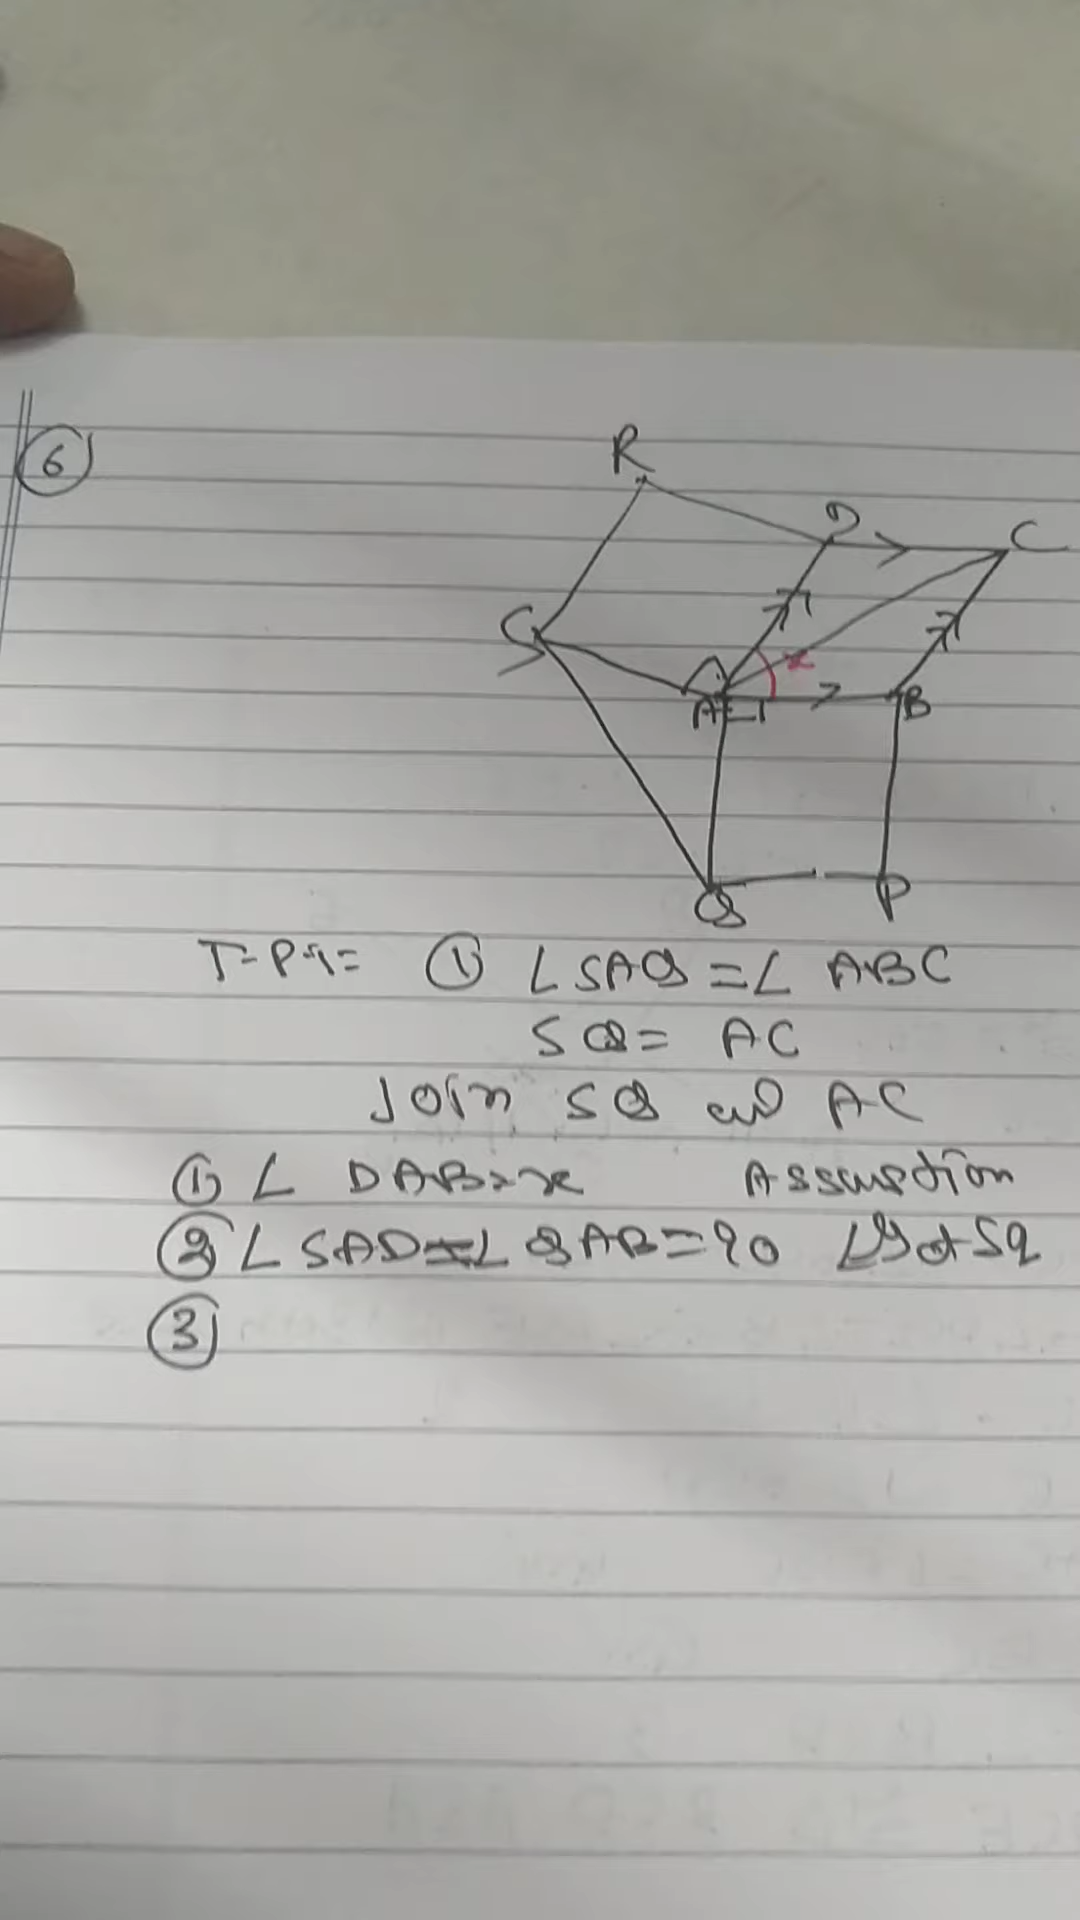 6
R
D
C
S
x
A
B
Q
P
T-P-1= ① ∠SAQ = ∠ ABC
SQ = AC
Join SQ and AC
① ∠ DAB = x Assumption
② ∠ SAD = ∠ QAB = 90 ∠s of Sq
③